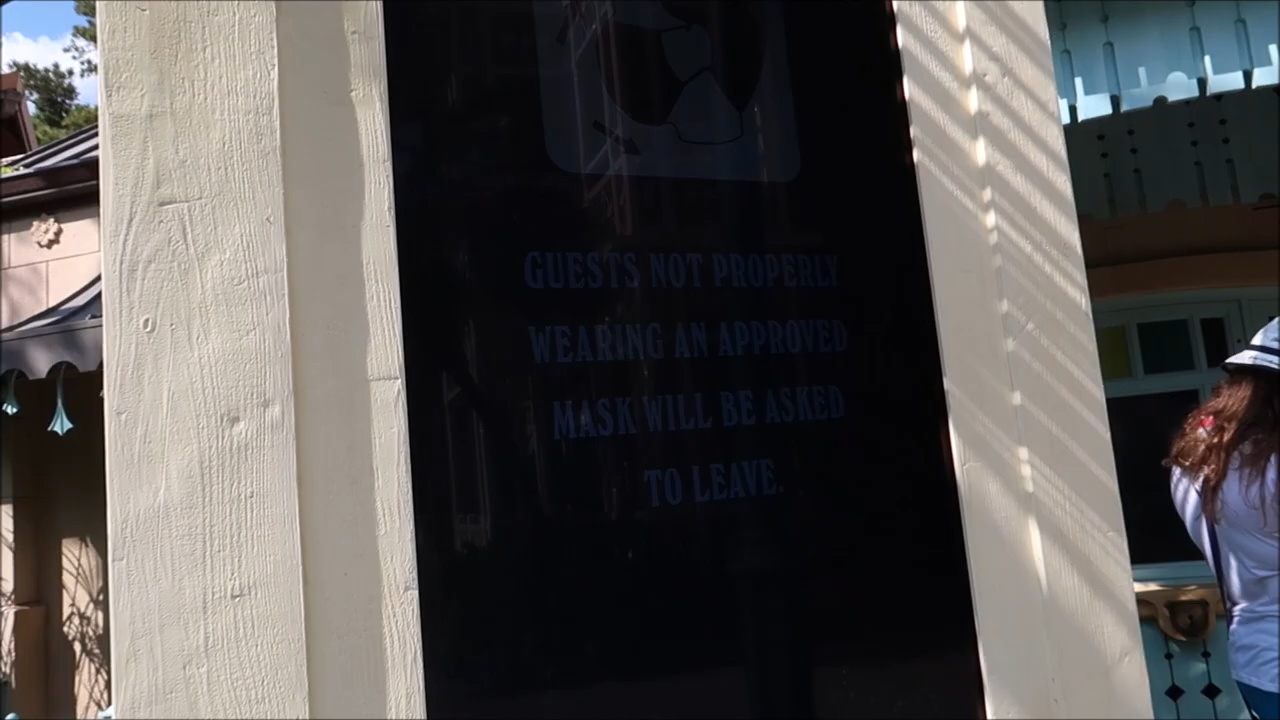 GUESTS NOT PROPERLY
WEARING AN APPROVED
MASK WILL BE ASKED
TO LEAVE.